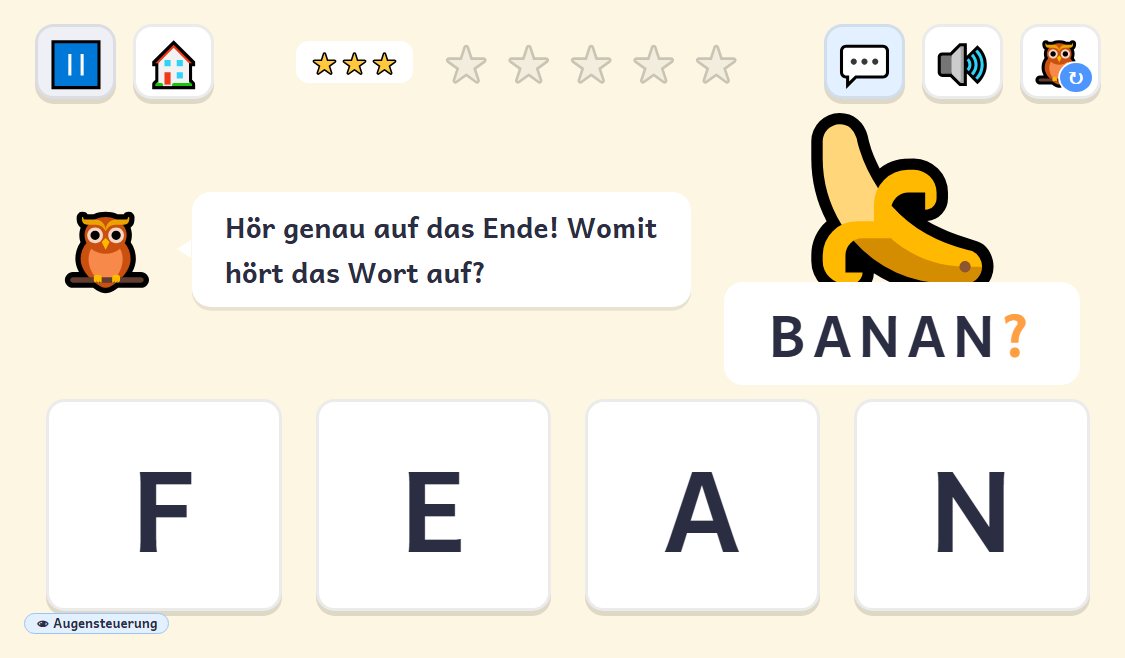 Hör genau auf das Ende! Womit
hört das Wort auf?
BANAN?
F
E
A
N
Augensteuerung